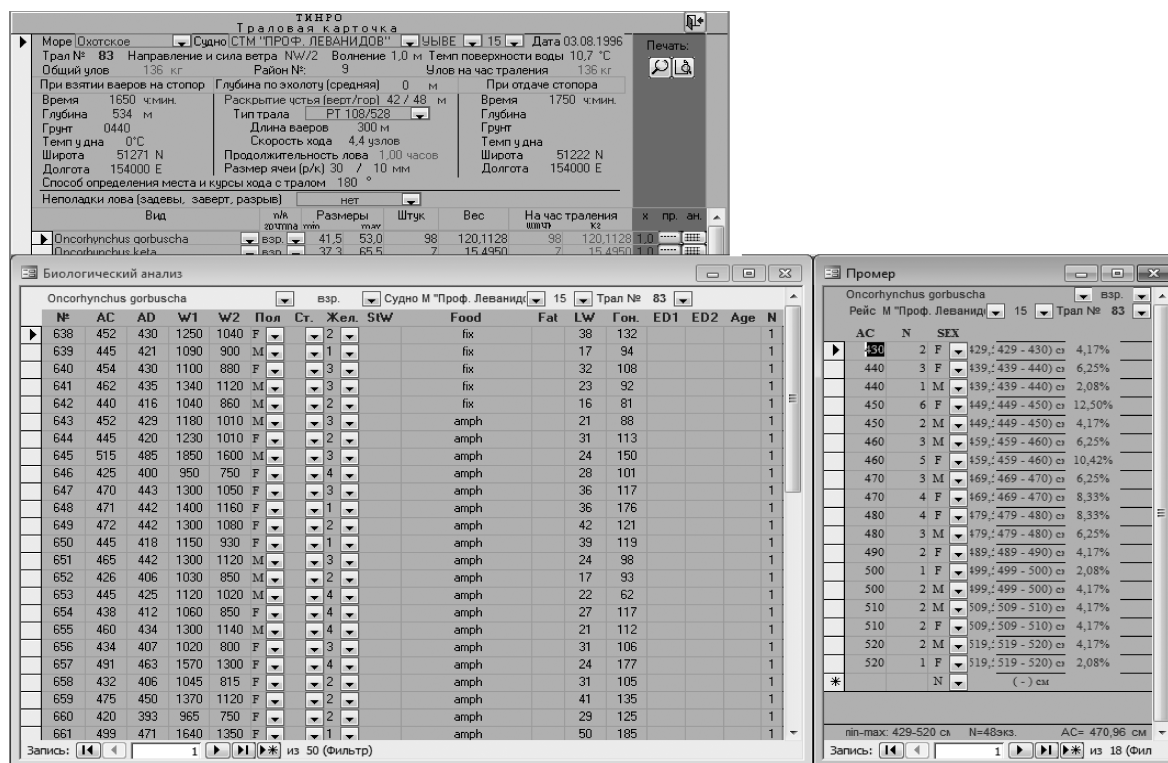 ТИНРО
Траловая карточка
Море Охотское Судно СТМ "ПРОФ. ЛЕВАНИДОВ" УЫВЕ 15 Дата 03.08.1996
Печать:
Трал № 83 Направление и сила ветра NW/2 Волнение 1,0 м Темп поверхности воды 10,7 °C
Общий улов 136 кг Район №: 9 Улов на час траления 136 кг
При взятии ваеров на стопор Глубина по эхолоту (средняя) 0 м При отдаче стопора
Время 1650 ч.мин. Раскрытие устья (верт/гор) 42 / 48 м Время 1750 ч.мин.
Глубина 534 м Тип трала РТ 108/528 Глубина
Грунт 0440 Длина ваеров 300 м Грунт
Темп у дна 0°C Скорость хода 4,4 узлов Темп у дна
Широта 51271 N Продолжительность лова 1,00 часов Широта 51222 N
Долгота 154000 E Размер ячеи (р/к) 30 / 10 мм Долгота 154000 E
Способ определения места и курсы хода с тралом 180 °
Неполадки лова (задевы, заверт, разрыв) нет
Вид п/я Размеры Штук Вес На час траления x пр. ан.
группа min max штук кг
Oncorhynchus gorbuscha взр. 41,5 53,0 98 120,1128 98 120,1128 1,0
Oncorhynchus keta взр. 37,3 65,5 7 15,4950 7 15,4950 1,0
Биологический анализ
Oncorhynchus gorbuscha взр. Судно М "Проф. Леванид 15 Трал № 83
№ AC AD W1 W2 Пол Ст. Жел. StW Food Fat LW Гон. ED1 ED2 Age N
638 452 430 1250 1040 F 2 fix 38 132 1
639 445 421 1090 900 M 1 fix 17 94 1
640 454 430 1100 880 F 3 fix 32 108 1
641 462 435 1340 1120 M 3 fix 23 92 1
642 440 416 1040 860 M 2 fix 16 81 1
643 452 429 1180 1010 M 3 amph 21 88 1
644 445 420 1230 1010 F 2 amph 31 113 1
645 515 485 1850 1600 M 3 amph 24 150 1
646 425 400 950 750 F 4 amph 28 101 1
647 470 443 1300 1050 F 3 amph 36 117 1
648 471 442 1400 1160 F 1 amph 36 176 1
649 472 442 1300 1080 F 2 amph 42 121 1
650 445 418 1150 930 F 1 amph 39 119 1
651 465 442 1300 1120 M 3 amph 24 98 1
652 426 406 1030 850 M 2 amph 17 93 1
653 445 425 1120 1020 M 4 amph 22 62 1
654 438 412 1060 850 F 4 amph 27 117 1
655 460 434 1300 1140 M 4 amph 21 112 1
656 434 407 1020 800 F 3 amph 31 106 1
657 491 463 1570 1300 F 4 amph 24 177 1
658 432 406 1045 815 F 2 amph 31 105 1
659 475 450 1370 1120 F 2 amph 41 135 1
660 420 393 965 750 F 2 amph 29 125 1
661 499 471 1640 1350 F 1 amph 50 185 1
Запись: 1 из 50 (Фильтр)
Промер
Oncorhynchus gorbuscha взр.
Рейс М "Проф. Леванид 15 Трал № 83
AC N SEX
430 2 F 429 - 430) 4,17%
440 3 F 439 - 440) 6,25%
440 1 M 439 - 440) 2,08%
450 6 F 449 - 450) 12,50%
450 2 M 449 - 450) 4,17%
460 3 M 459 - 460) 6,25%
460 5 F 459 - 460) 10,42%
470 3 M 469 - 470) 6,25%
470 4 F 469 - 470) 8,33%
480 4 F 479 - 480) 8,33%
480 3 M 479 - 480) 6,25%
490 2 F 489 - 490) 4,17%
500 1 F 499 - 500) 2,08%
500 2 M 499 - 500) 4,17%
510 2 M 509 - 510) 4,17%
510 2 F 509 - 510) 4,17%
520 2 M 519 - 520) 4,17%
520 1 F 519 - 520) 2,08%
N ( - ) см
min-max: 429-520 см N=48экз. AC= 470,96 см
Запись: 1 из 18 (Фил